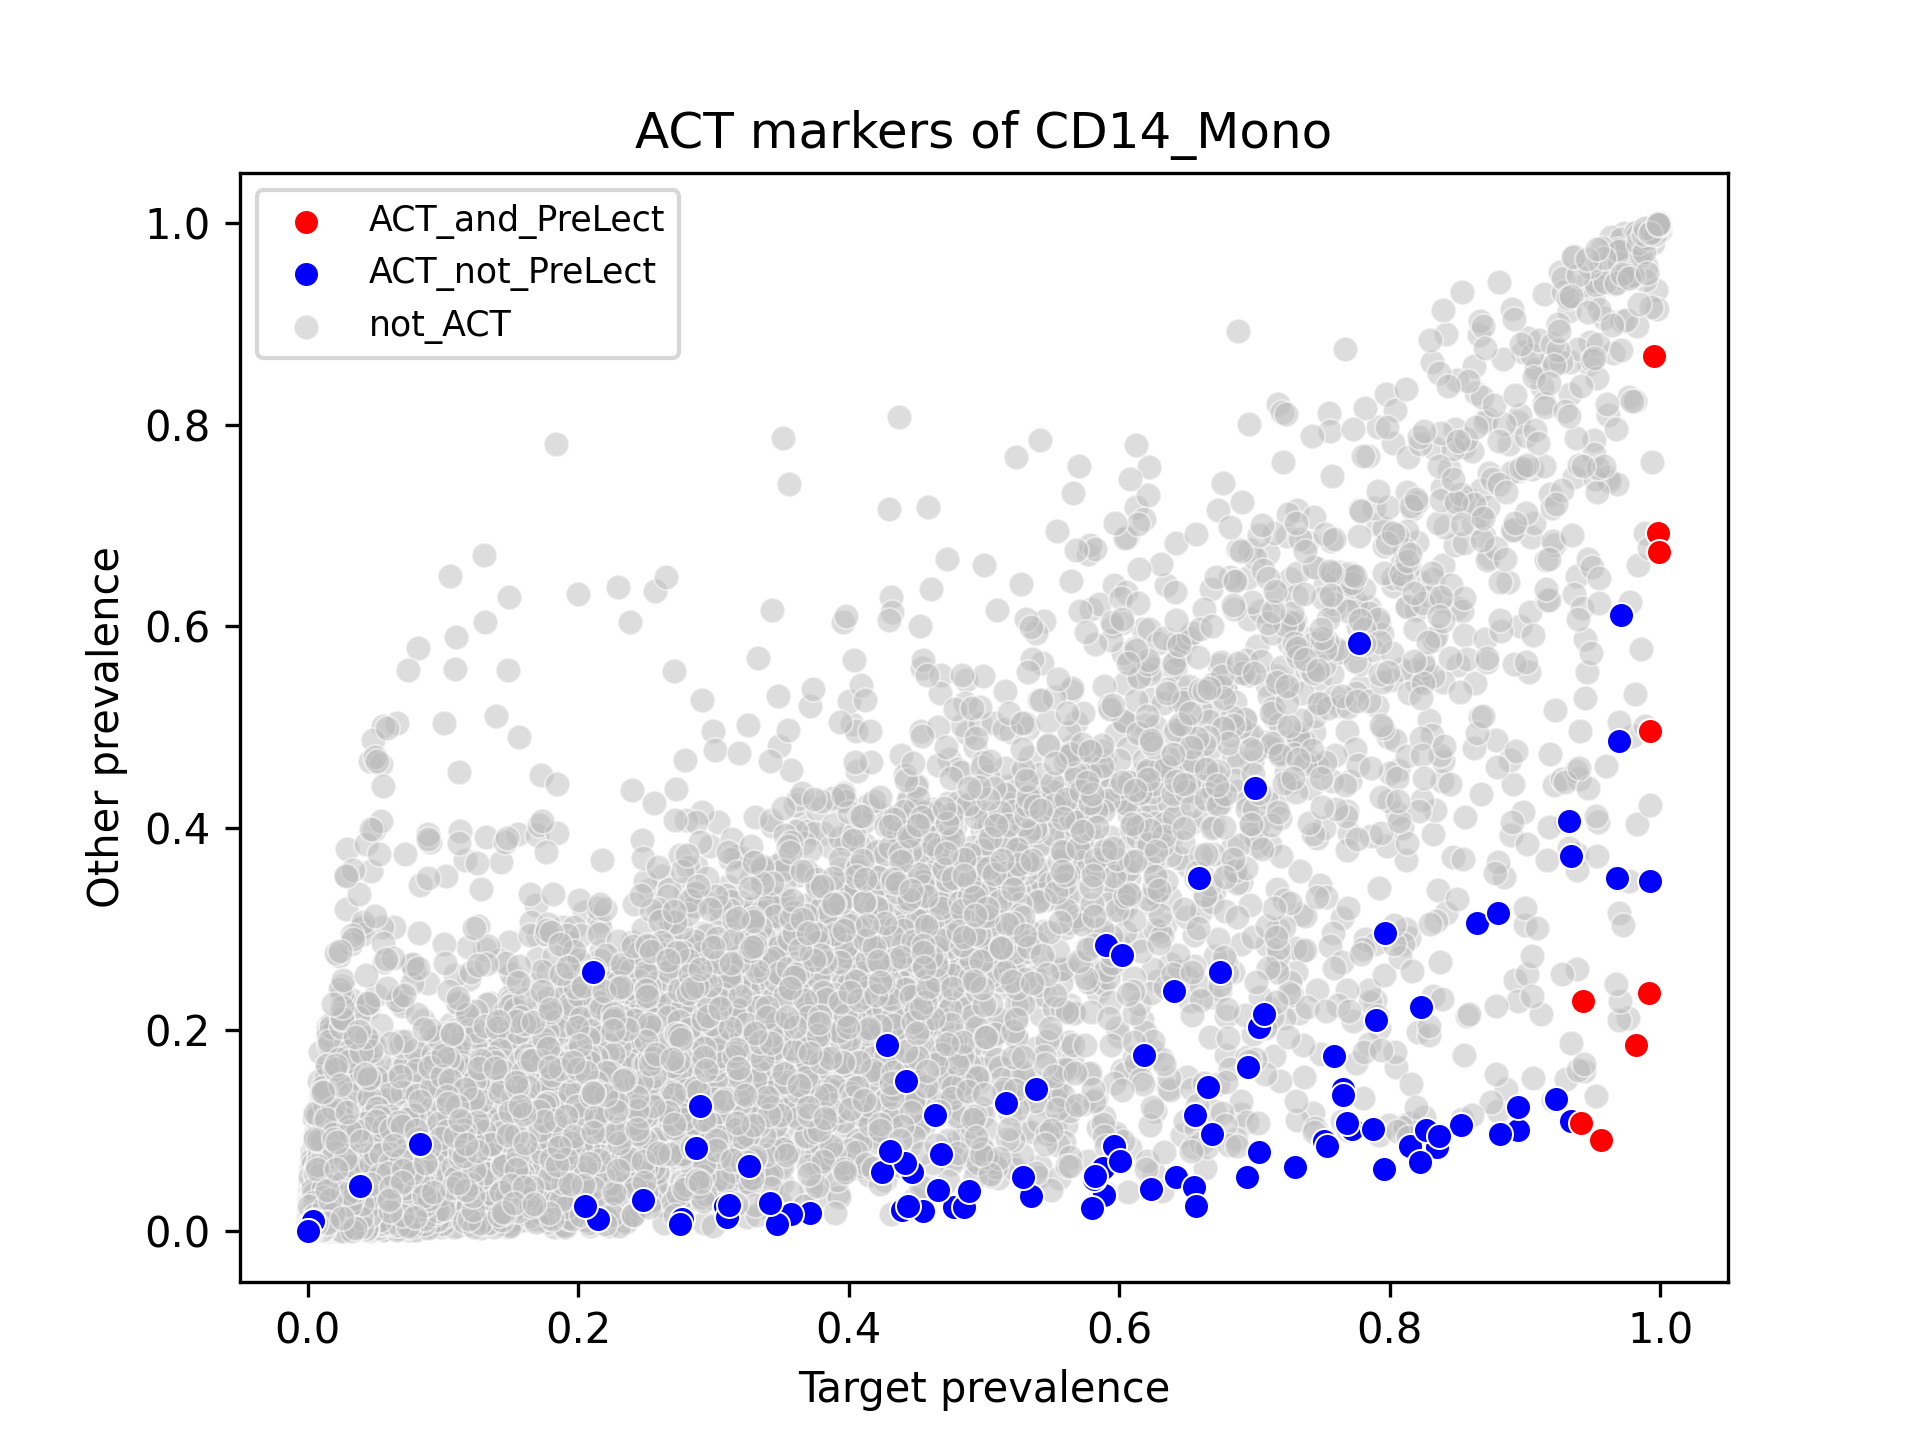 ACT markers of CD14_Mono
ACT_and_PreLect
ACT_not_PreLect
not_ACT
1.0
0.8
0.6
0.4
0.2
0.0
Other prevalence
0.0 0.2 0.4 0.6 0.8 1.0
Target prevalence